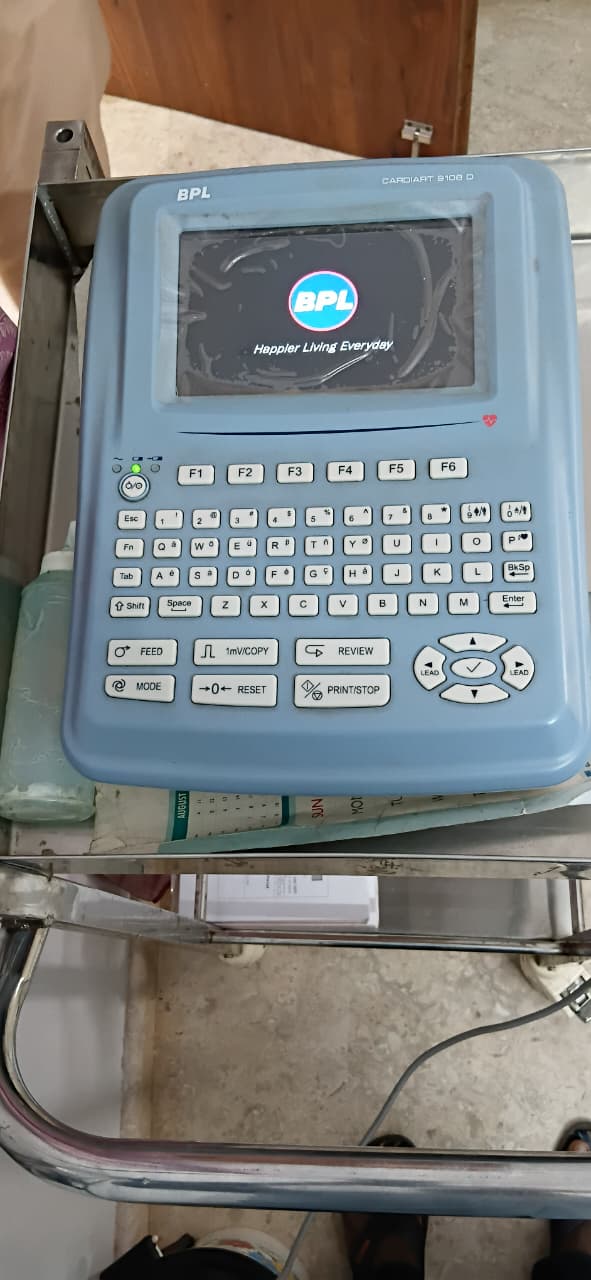 BPL
CARDIART 9108 D
BPL
Happier Living Everyday
F1 F2 F3 F4 F5 F6
Esc 1 ! 2 @ 3 # 4 $ 5 % 6 ^ 7 & 8 * 9 ( 0 )
Fn Q W E R T Y U I O P
Tab A S D F G H J K L BkSp
Shift Space Z X C V B N M Enter
FEED 1mV/COPY REVIEW
LEAD LEAD
MODE →0← RESET PRINT/STOP
AUGUST
SUN